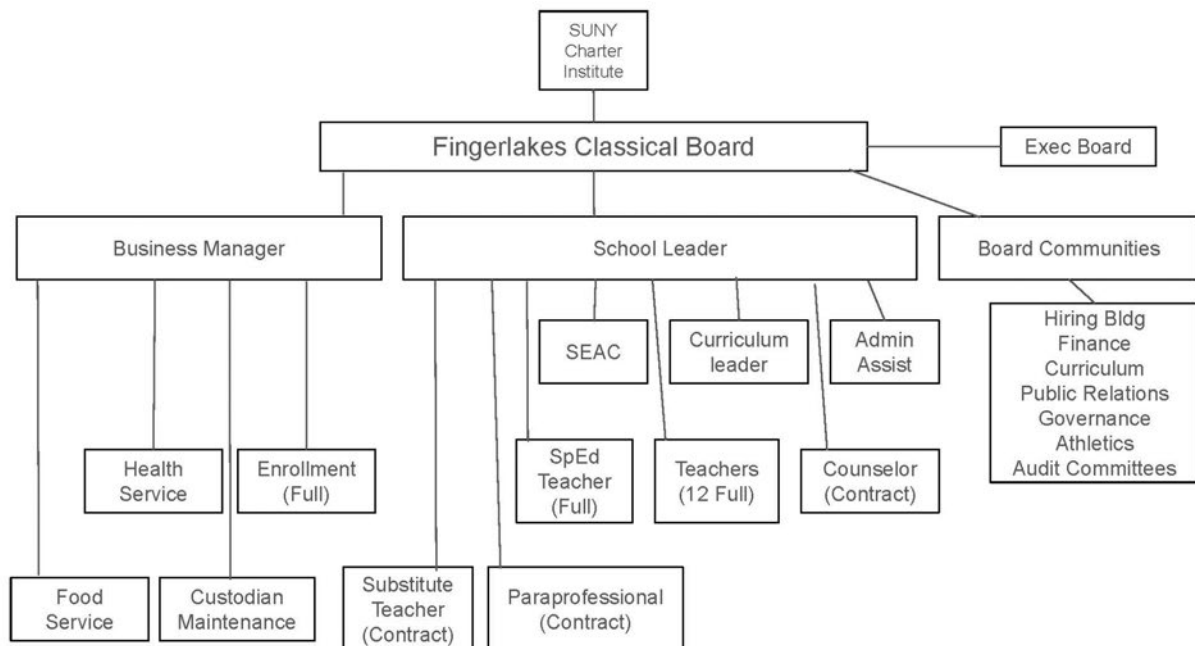 SUNY
Charter
Institute
Fingerlakes Classical Board
Exec Board
Business Manager
School Leader
Board Communities
SEAC
Curriculum
leader
Admin
Assist
Hiring Bldg
Finance
Curriculum
Public Relations
Governance
Athletics
Audit Committees
Health
Service
Enrollment
(Full)
SpEd
Teacher
(Full)
Teachers
(12 Full)
Counselor
(Contract)
Food
Service
Custodian
Maintenance
Substitute
Teacher
(Contract)
Paraprofessional
(Contract)